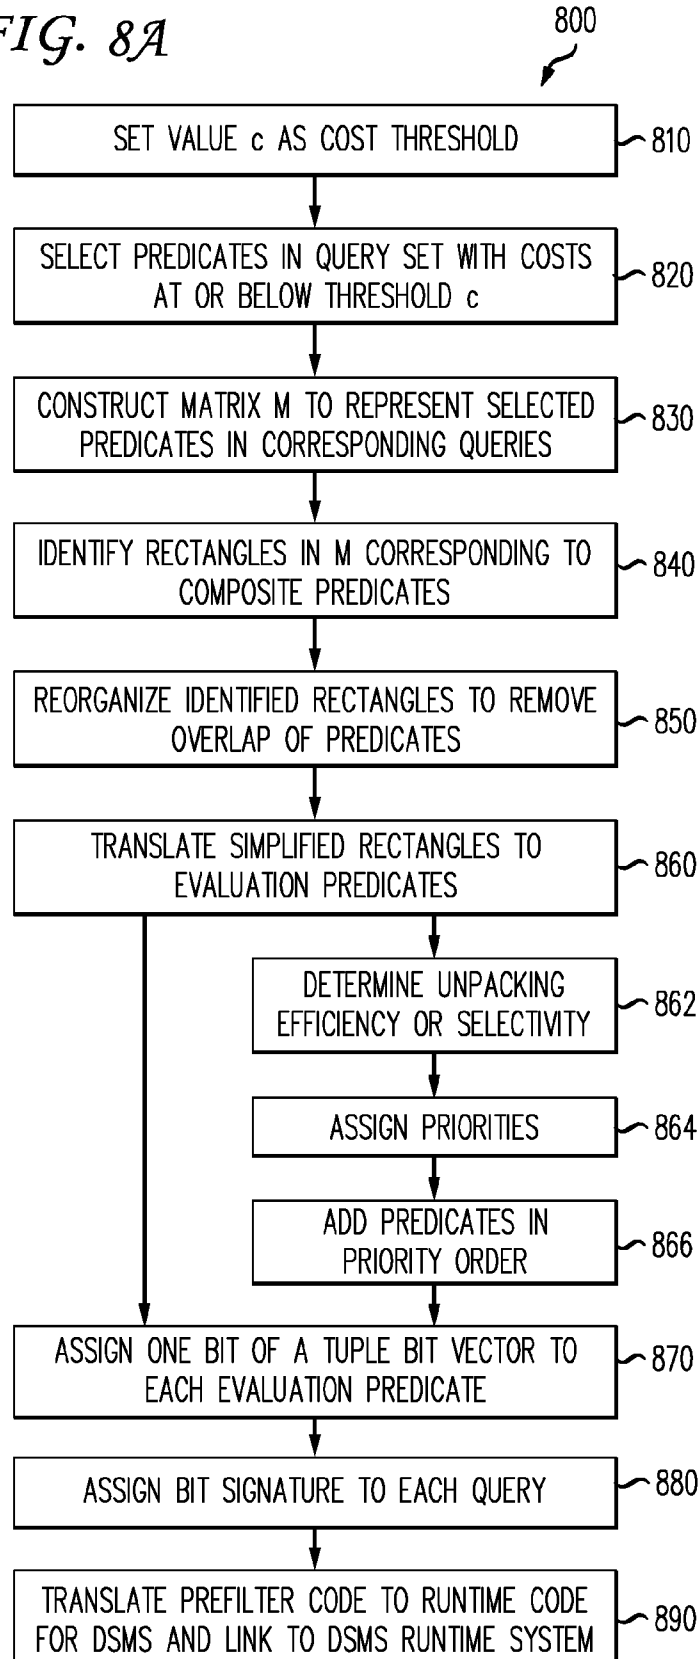 FIG. 8A
800
SET VALUE c AS COST THRESHOLD
810
SELECT PREDICATES IN QUERY SET WITH COSTS
AT OR BELOW THRESHOLD c
820
CONSTRUCT MATRIX M TO REPRESENT SELECTED
PREDICATES IN CORRESPONDING QUERIES
830
IDENTIFY RECTANGLES IN M CORRESPONDING TO
COMPOSITE PREDICATES
840
REORGANIZE IDENTIFIED RECTANGLES TO REMOVE
OVERLAP OF PREDICATES
850
TRANSLATE SIMPLIFIED RECTANGLES TO
EVALUATION PREDICATES
860
DETERMINE UNPACKING
EFFICIENCY OR SELECTIVITY
862
ASSIGN PRIORITIES
864
ADD PREDICATES IN
PRIORITY ORDER
866
ASSIGN ONE BIT OF A TUPLE BIT VECTOR TO
EACH EVALUATION PREDICATE
870
ASSIGN BIT SIGNATURE TO EACH QUERY
880
TRANSLATE PREFILTER CODE TO RUNTIME CODE
FOR DSMS AND LINK TO DSMS RUNTIME SYSTEM
890